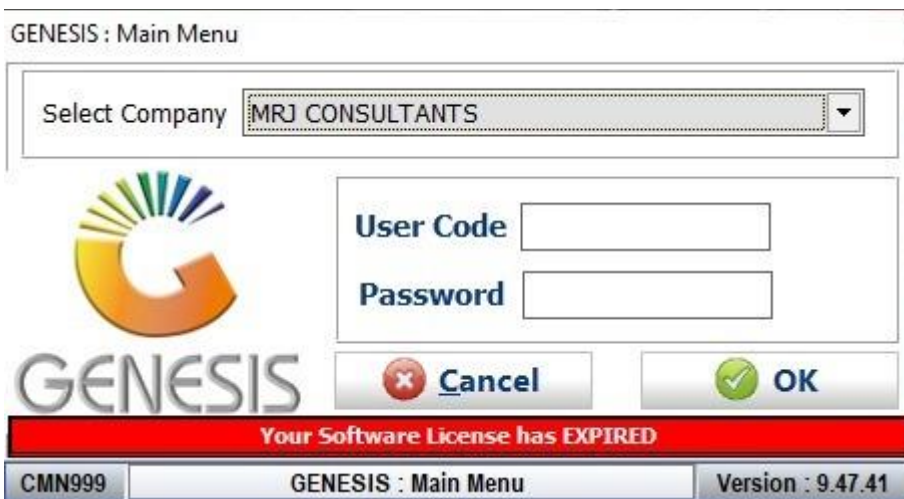 GENESIS : Main Menu
Select Company MRJ CONSULTANTS
User Code
Password
GENESIS
Cancel OK
Your Software License has EXPIRED
CMN999 GENESIS : Main Menu Version : 9.47.41